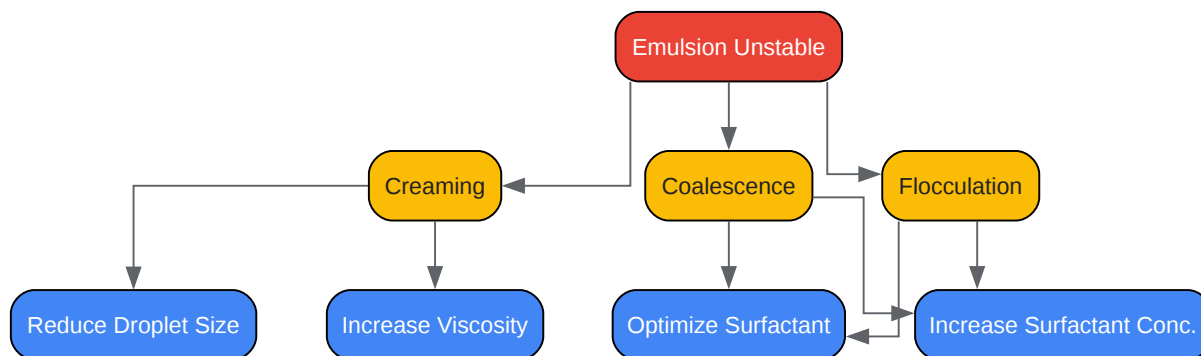 Emulsion Unstable
Creaming
Coalescence
Flocculation
Reduce Droplet Size
Increase Viscosity
Optimize Surfactant
Increase Surfactant Conc.